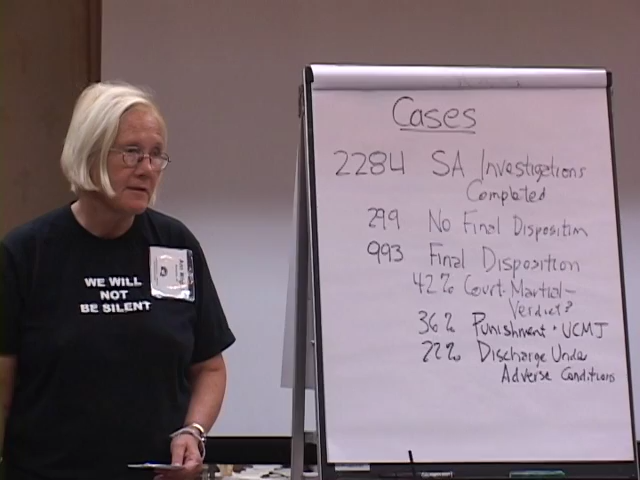 WE WILL
NOT
BE SILENT
Cases
2284 SA Investigations
Completed
299 No Final Disposition
993 Final Disposition
42% Court-Martial-
Verdict?
36% Punishment · UCMJ
22% Discharge Under
Adverse Conditions